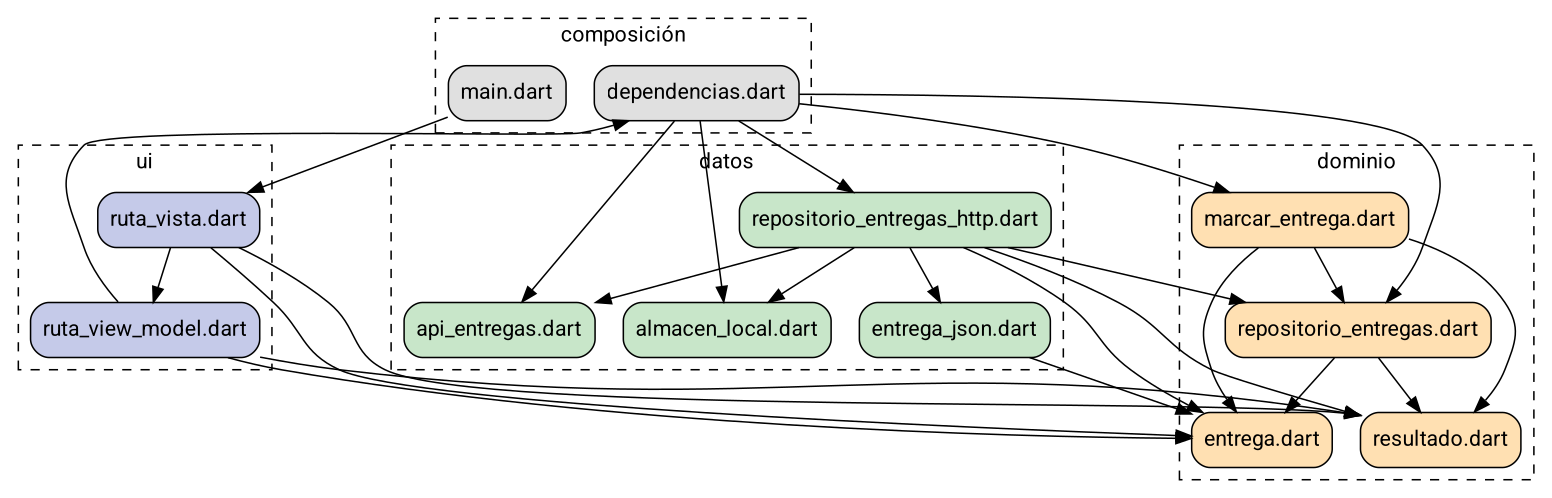 composición
main.dart
dependencias.dart
ui
ruta_vista.dart
ruta_view_model.dart
datos
repositorio_entregas_http.dart
api_entregas.dart
almacen_local.dart
entrega_json.dart
dominio
marcar_entrega.dart
repositorio_entregas.dart
entrega.dart
resultado.dart